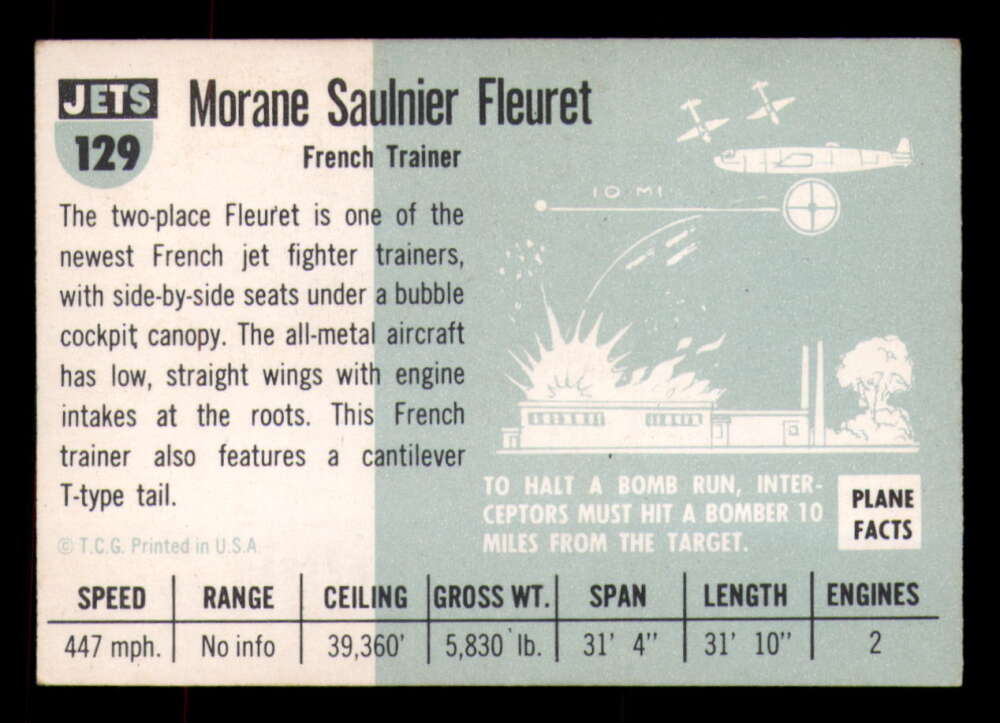 JETS
129
Morane Saulnier Fleuret
French Trainer
The two-place Fleuret is one of the
newest French jet fighter trainers,
with side-by-side seats under a bubble
cockpit canopy. The all-metal aircraft
has low, straight wings with engine
intakes at the roots. This French
trainer also features a cantilever
T-type tail.
© T.C.G. Printed in U.S.A.
10 MI
TO HALT A BOMB RUN, INTER-
CEPTORS MUST HIT A BOMBER 10
MILES FROM THE TARGET.
PLANE
FACTS
SPEED RANGE CEILING GROSS WT. SPAN LENGTH ENGINES
447 mph. No info 39,360' 5,830 lb. 31' 4" 31' 10" 2